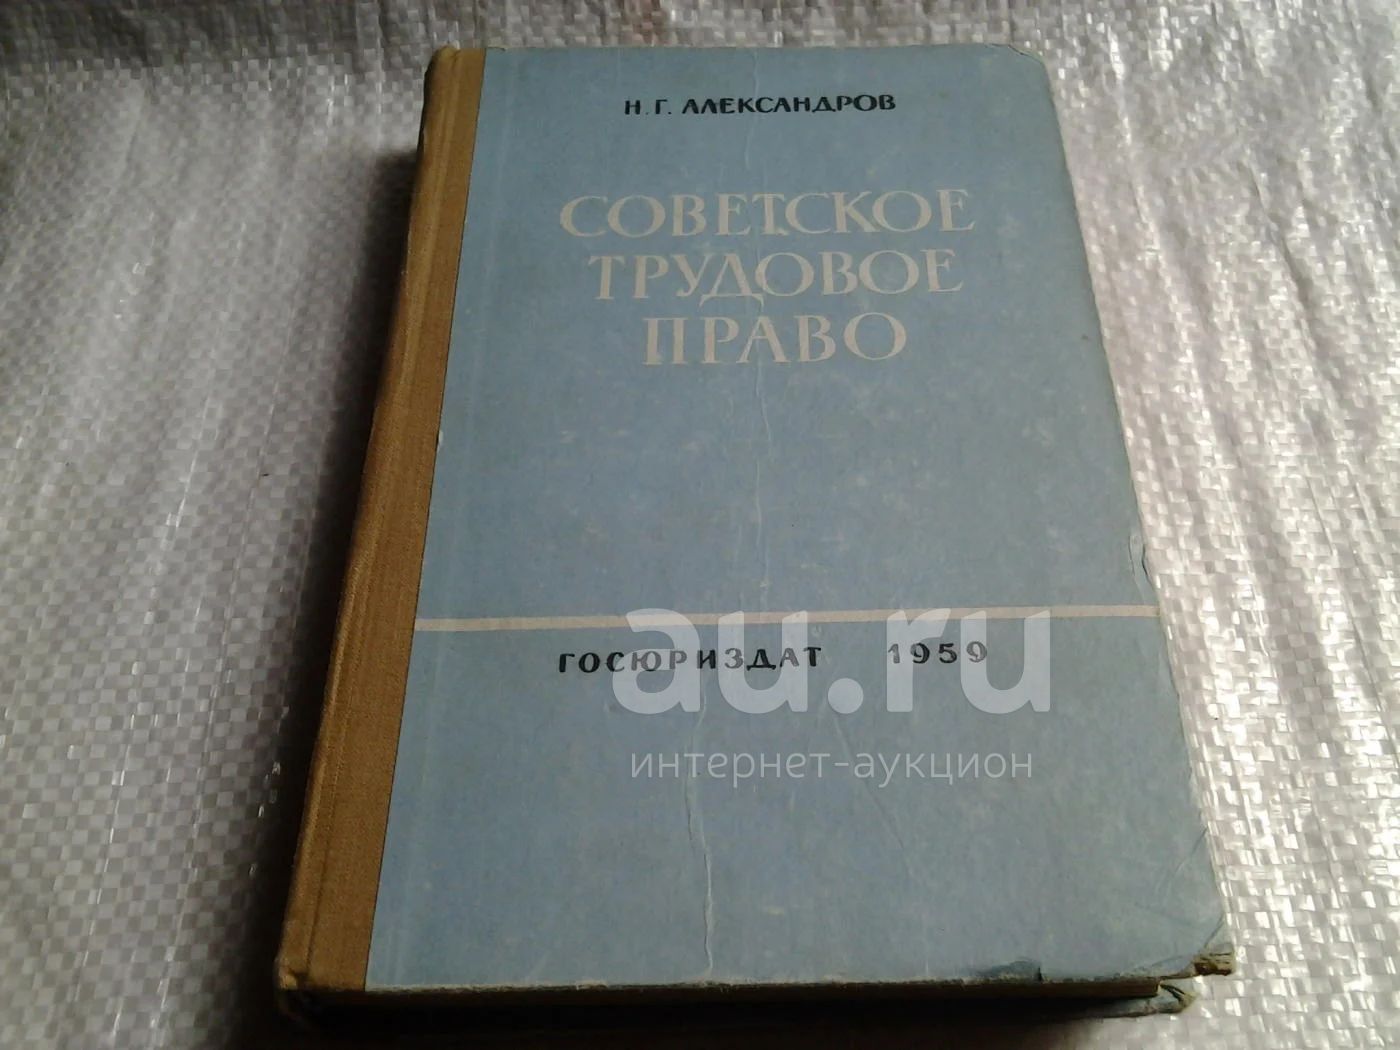 Н. Г. АЛЕКСАНДРОВ
СОВЕТСКОЕ
ТРУДОВОЕ
ПРАВО
ГОСЮРИЗДАТ 1959
au.ru
интернет-аукцион